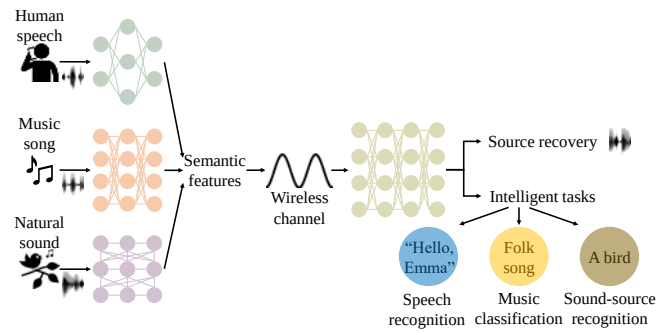 Human
speech
Music
song
Natural
sound
Semantic
features
Wireless
channel
Source recovery
Intelligent tasks
“Hello,
Emma”
Folk
song
A bird
Speech
recognition
Music
classification
Sound-source
recognition